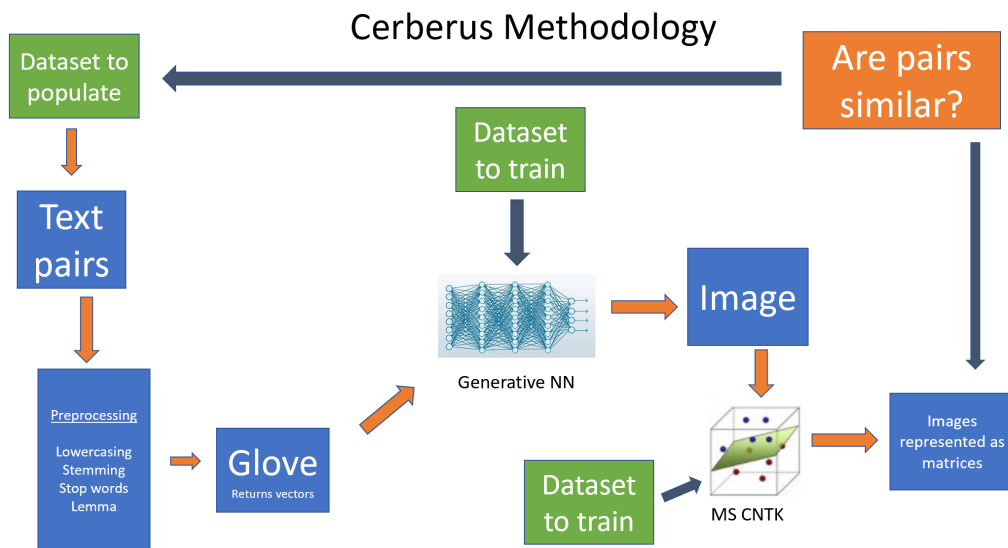 Cerberus Methodology
Dataset to
populate
Are pairs
similar?
Dataset
to train
Text
pairs
Image
Generative NN
Preprocessing
Lowercasing
Stemming
Stop words
Lemma
Glove
Returns vectors
Images
represented as
matrices
Dataset
to train
MS CNTK